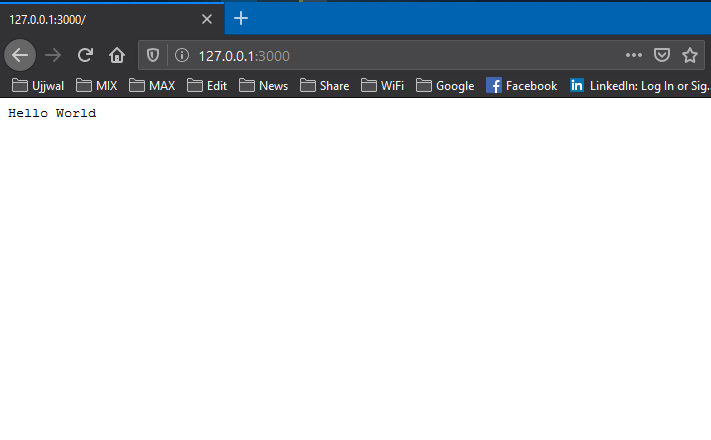 127.0.0.1:3000/
127.0.0.1:3000
Ujjwal MIX MAX Edit News Share WiFi Google Facebook LinkedIn: Log In or Sig...
Hello World